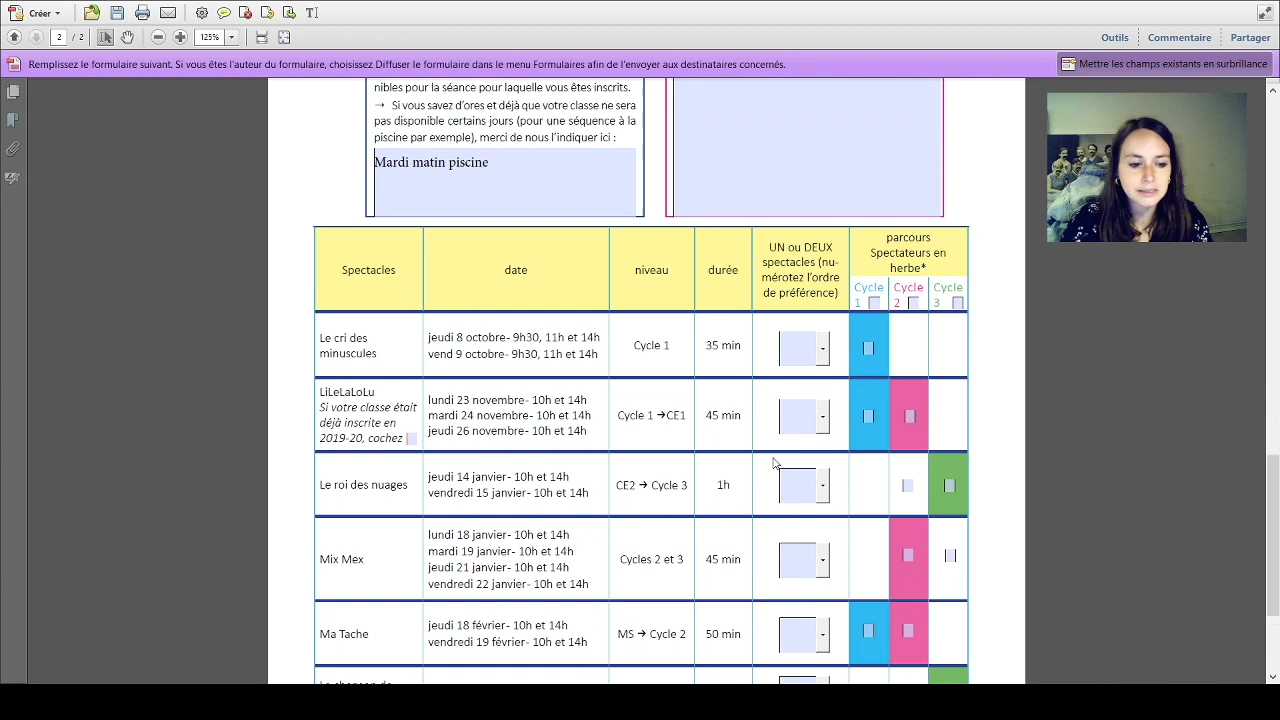 Créer
2 / 2
125%
Outils
Commentaire
Partager
Remplissez le formulaire suivant. Si vous êtes l'auteur du formulaire, choisissez Diffuser le formulaire dans le menu Formulaires afin de l'envoyer aux destinataires concernés.
Mettre les champs existants en surbrillance
nibles pour la séance pour laquelle vous êtes inscrits.
→ Si vous savez d'ores et déjà que votre classe ne sera
pas disponible certains jours (pour une séquence à la
piscine par exemple), merci de nous l'indiquer ici :
Mardi matin piscine
Spectacles
date
niveau
durée
UN ou DEUX
spectacles (nu-
mérotez l'ordre
de préférence)
parcours
Spectateurs en
herbe*
Cycle
1
Cycle
2
Cycle
3
Le cri des
minuscules
jeudi 8 octobre- 9h30, 11h et 14h
vend 9 octobre- 9h30, 11h et 14h
Cycle 1
35 min
LiLeLaLoLu
Si votre classe était
déjà inscrite en
2019-20, cochez
lundi 23 novembre- 10h et 14h
mardi 24 novembre- 10h et 14h
jeudi 26 novembre- 10h et 14h
Cycle 1 →CE1
45 min
Le roi des nuages
jeudi 14 janvier- 10h et 14h
vendredi 15 janvier- 10h et 14h
CE2 → Cycle 3
1h
Mix Mex
lundi 18 janvier- 10h et 14h
mardi 19 janvier- 10h et 14h
jeudi 21 janvier- 10h et 14h
vendredi 22 janvier- 10h et 14h
Cycles 2 et 3
45 min
Ma Tache
jeudi 18 février- 10h et 14h
vendredi 19 février- 10h et 14h
MS → Cycle 2
50 min